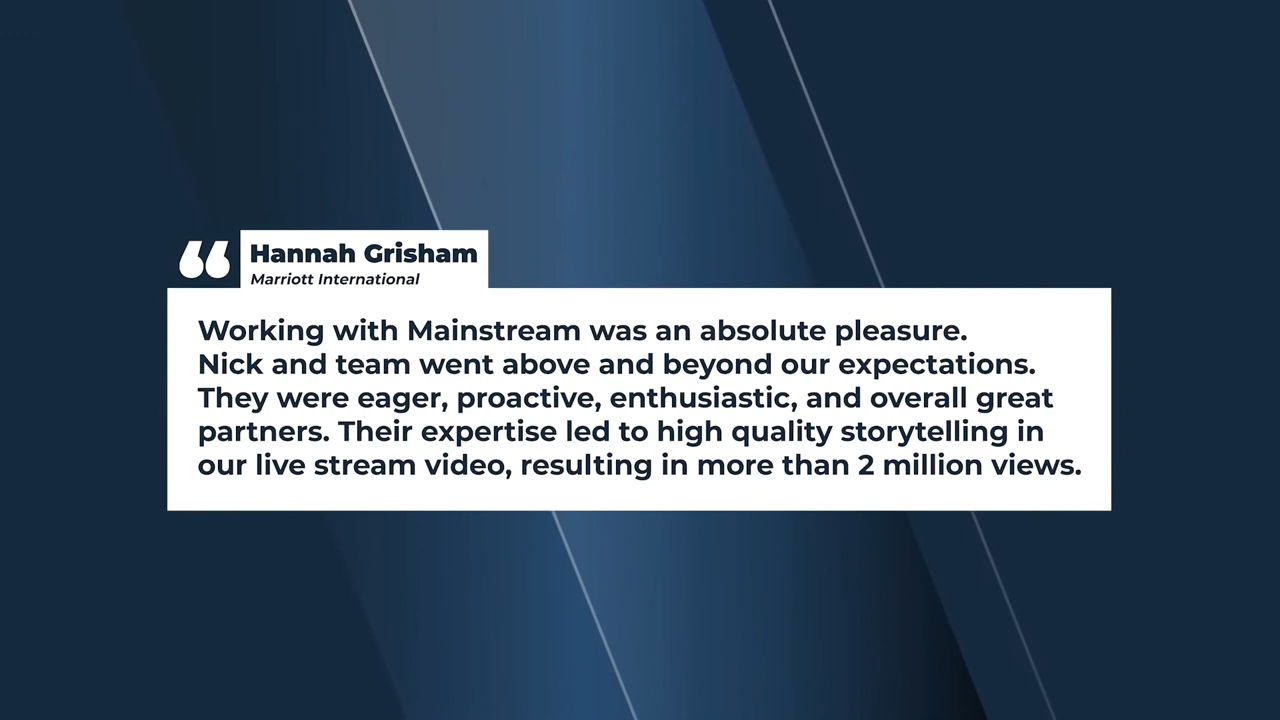 Hannah Grisham
Marriott International
Working with Mainstream was an absolute pleasure.
Nick and team went above and beyond our expectations.
They were eager, proactive, enthusiastic, and overall great
partners. Their expertise led to high quality storytelling in
our live stream video, resulting in more than 2 million views.